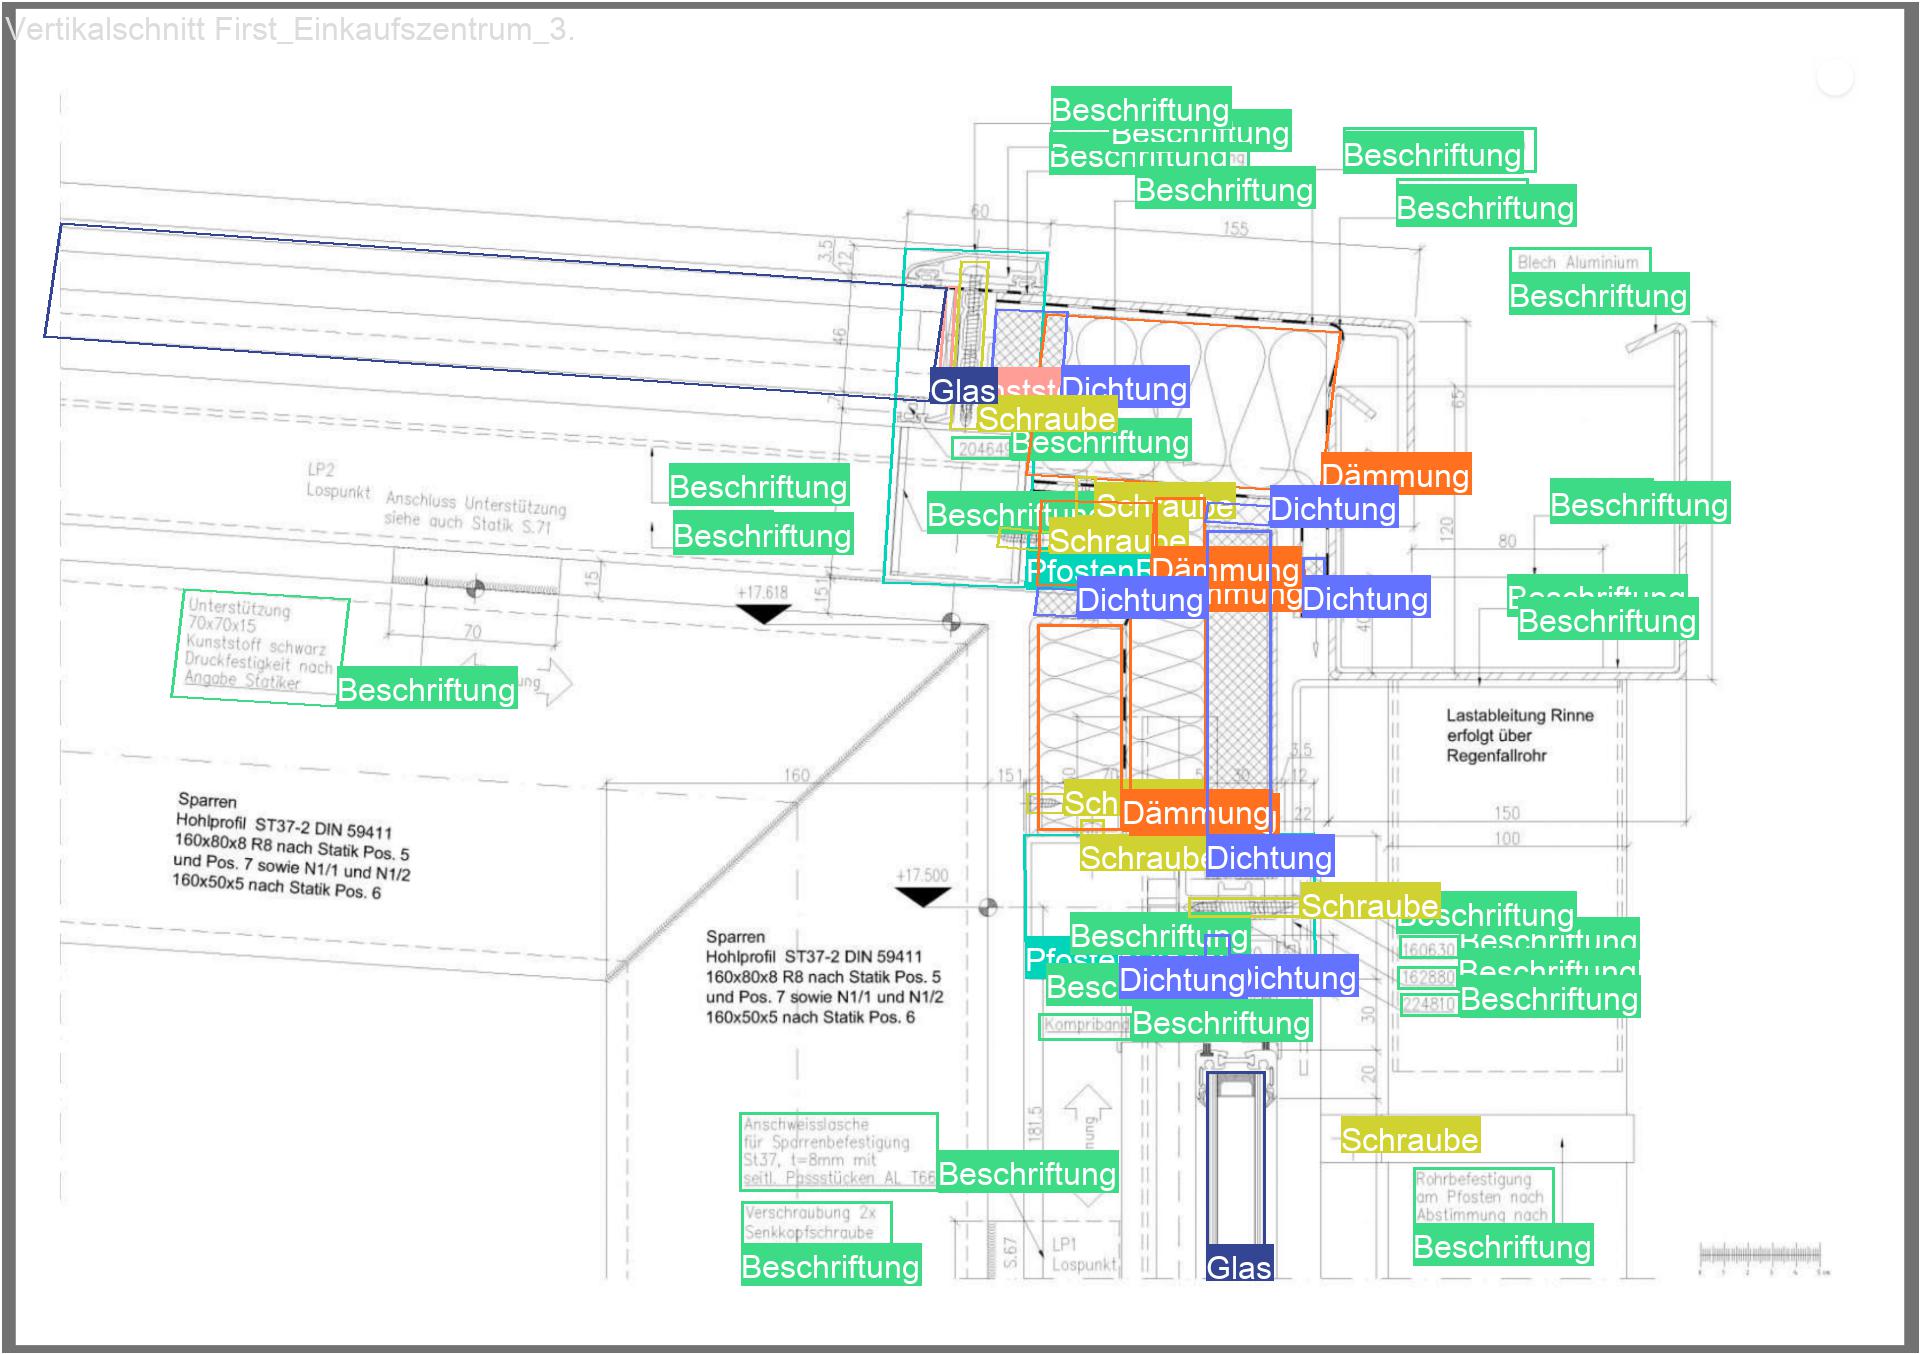 Vertikalschnitt First_Einkaufszentrum_3.
Beschriftung
Beschriftung
Beschriftung
Beschriftung
Beschriftung
Beschriftung
60
155
3.5
12
Blech Aluminium
Beschriftung
46
Glas
Dichtung
Schraube
65
204649
Beschriftung
LP2
Lospunkt
Anschluss Unterstützung
siehe auch Statik S.71
Beschriftung
Beschriftung
Dämmung
Schraube
Dichtung
Beschriftung
Beschriftung
Schraube
120
80
Beschriftung
Dämmung
15
15
+17.618
Dichtung
Dichtung
Beschriftung
Beschriftung
40
Unterstützung
70x70x15
Kunststoff schwarz
Druckfestigkeit nach
Angabe Statiker
70
Beschriftung
Lastableitung Rinne
erfolgt über
Regenfallrohr
3.5
160
15
30
12
Sparren
Hohlprofil ST37-2 DIN 59411
160x80x8 R8 nach Statik Pos. 5
und Pos. 7 sowie N1/1 und N1/2
160x50x5 nach Statik Pos. 6
Dämmung
22
150
100
Schraube
Dichtung
+17.500
Schraube
Beschriftung
Sparren
Hohlprofil ST37-2 DIN 59411
160x80x8 R8 nach Statik Pos. 5
und Pos. 7 sowie N1/1 und N1/2
160x50x5 nach Statik Pos. 6
Beschriftung
160630
Beschriftung
162880
Beschriftung
224810
Beschriftung
Dichtung
Dichtung
Kompriband
Beschriftung
30
20
181.5
Anschweisslasche
für Sparrenbefestigung
St37, t=8mm mit
seitl. Passstücken AL T66
Beschriftung
Schraube
Rohrbefestigung
am Pfosten nach
Abstimmung nach
Beschriftung
Verschraubung 2x
Senkkopfschraube
Beschriftung
S.67
LP1
Lospunkt
Glas